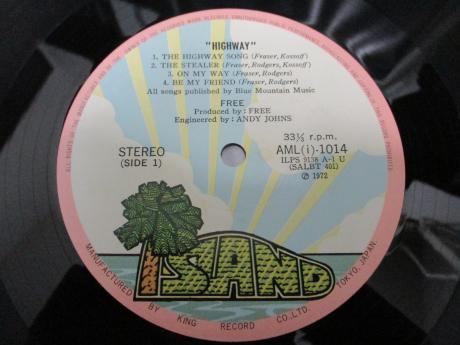 "HIGHWAY"
1. THE HIGHWAY SONG (Fraser, Kossoff)
2. THE STEALER (Fraser, Rodgers, Kossoff)
3. ON MY WAY (Fraser, Rodgers)
4. BE MY FRIEND (Fraser, Rodgers)
All songs published by Blue Mountain Music
FREE
Produced by: FREE
Engineered by: ANDY JOHNS
STEREO
(SIDE 1)
33⅓ r.p.m.
AML(i)-1014
ILPS 9138 A-1 U
(SALBT 401)
Ⓟ 1972
ISLAND
MANUFACTURED BY KING RECORD CO., LTD. TOKYO, JAPAN.